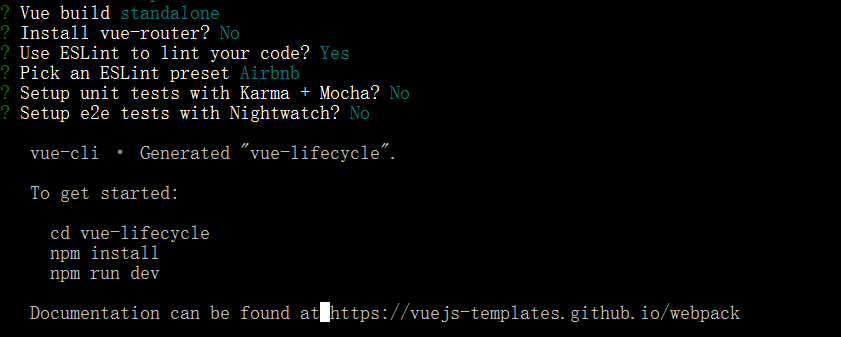 ? Vue build standalone
? Install vue-router? No
? Use ESLint to lint your code? Yes
? Pick an ESLint preset Airbnb
? Setup unit tests with Karma + Mocha? No
? Setup e2e tests with Nightwatch? No
vue-cli · Generated "vue-lifecycle".
To get started:
cd vue-lifecycle
npm install
npm run dev
Documentation can be found at https://vuejs-templates.github.io/webpack